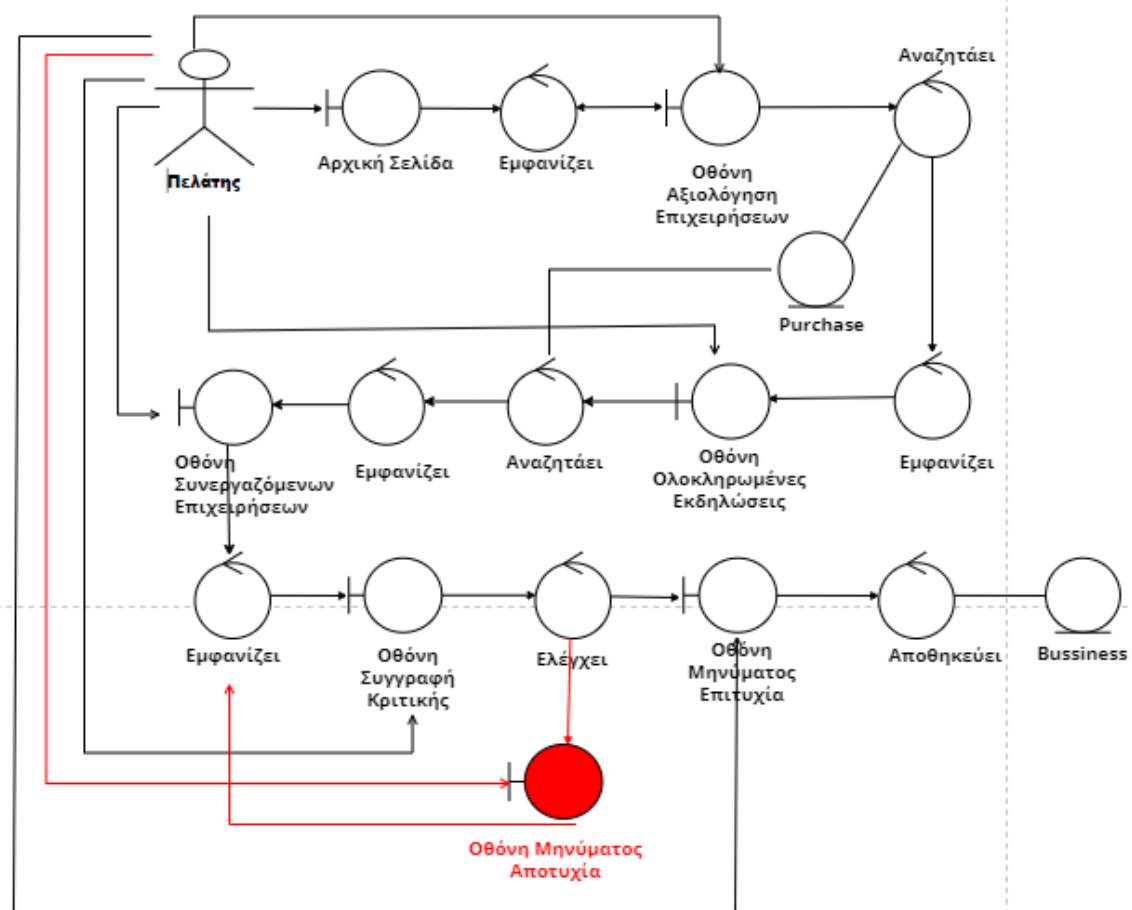 Αναζητάει
Αρχική Σελίδα
Εμφανίζει
Οθόνη
Αξιολόγηση
Επιχειρήσεων
Πελάτης
Purchase
Οθόνη
Συνεργαζόμενων
Επιχειρήσεων
Εμφανίζει
Αναζητάει
Οθόνη
Ολοκληρωμένες
Εκδηλώσεις
Εμφανίζει
Εμφανίζει
Οθόνη
Συγγραφή
Κριτικής
Ελέγχει
Οθόνη
Μηνύματος
Επιτυχία
Αποθηκεύει
Bussiness
Οθόνη Μηνύματος
Αποτυχία